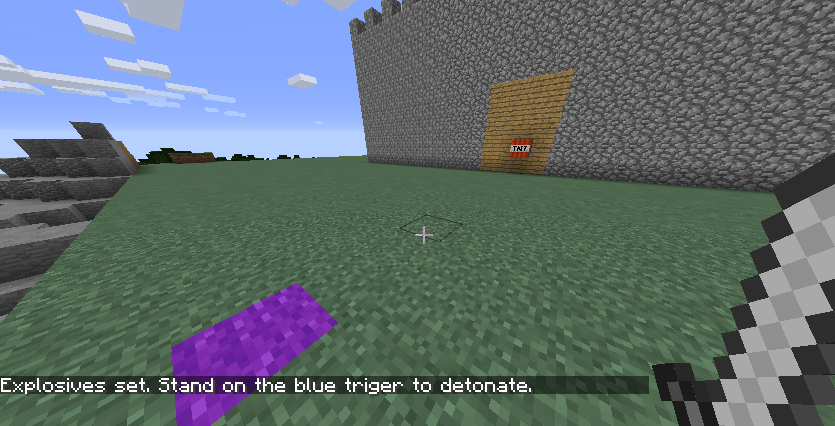 TNT
Explosives set. Stand on the blue triger to detonate.